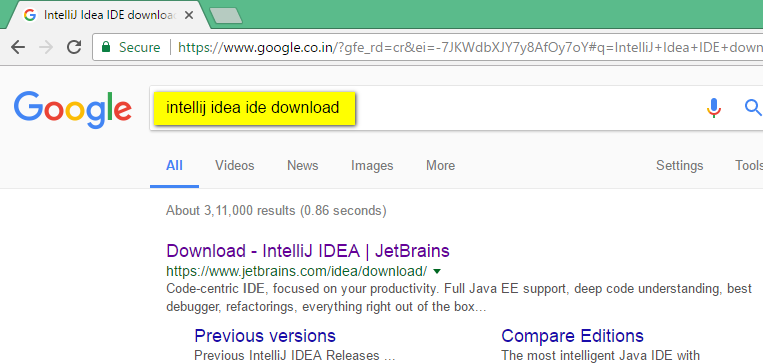 IntelliJ Idea IDE downloa
Secure https://www.google.co.in/?gfe_rd=cr&ei=-7JKWdbXJY7y8AfOy7oY#q=IntelliJ+Idea+IDE+down
Google
intellij idea ide download
All Videos News Images More Settings Tools
About 3,11,000 results (0.86 seconds)
Download - IntelliJ IDEA | JetBrains
https://www.jetbrains.com/idea/download/
Code-centric IDE, focused on your productivity. Full Java EE support, deep code understanding, best
debugger, refactorings, everything right out of the box...
Previous versions Compare Editions
Previous IntelliJ IDEA Releases ... The most intelligent Java IDE with